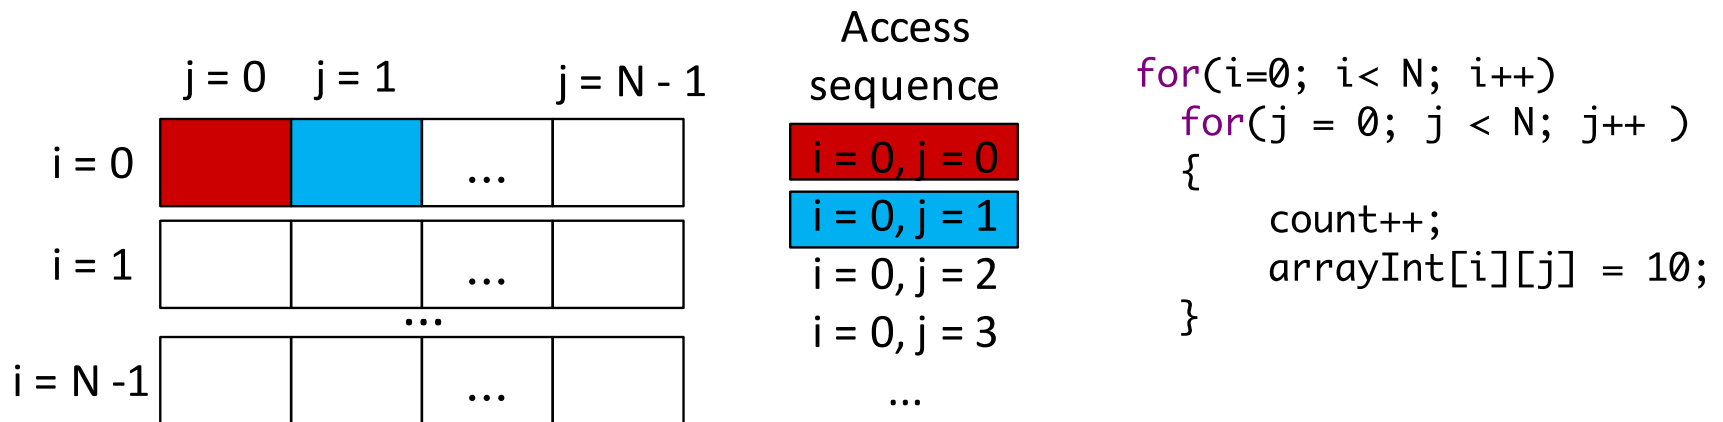 j = 0 j = 1 j = N - 1
i = 0 ...
i = 1 ...
...
i = N -1 ...
Access
sequence
i = 0, j = 0
i = 0, j = 1
i = 0, j = 2
i = 0, j = 3
...
for(i=0; i< N; i++)
for(j = 0; j < N; j++ )
{
count++;
arrayInt[i][j] = 10;
}